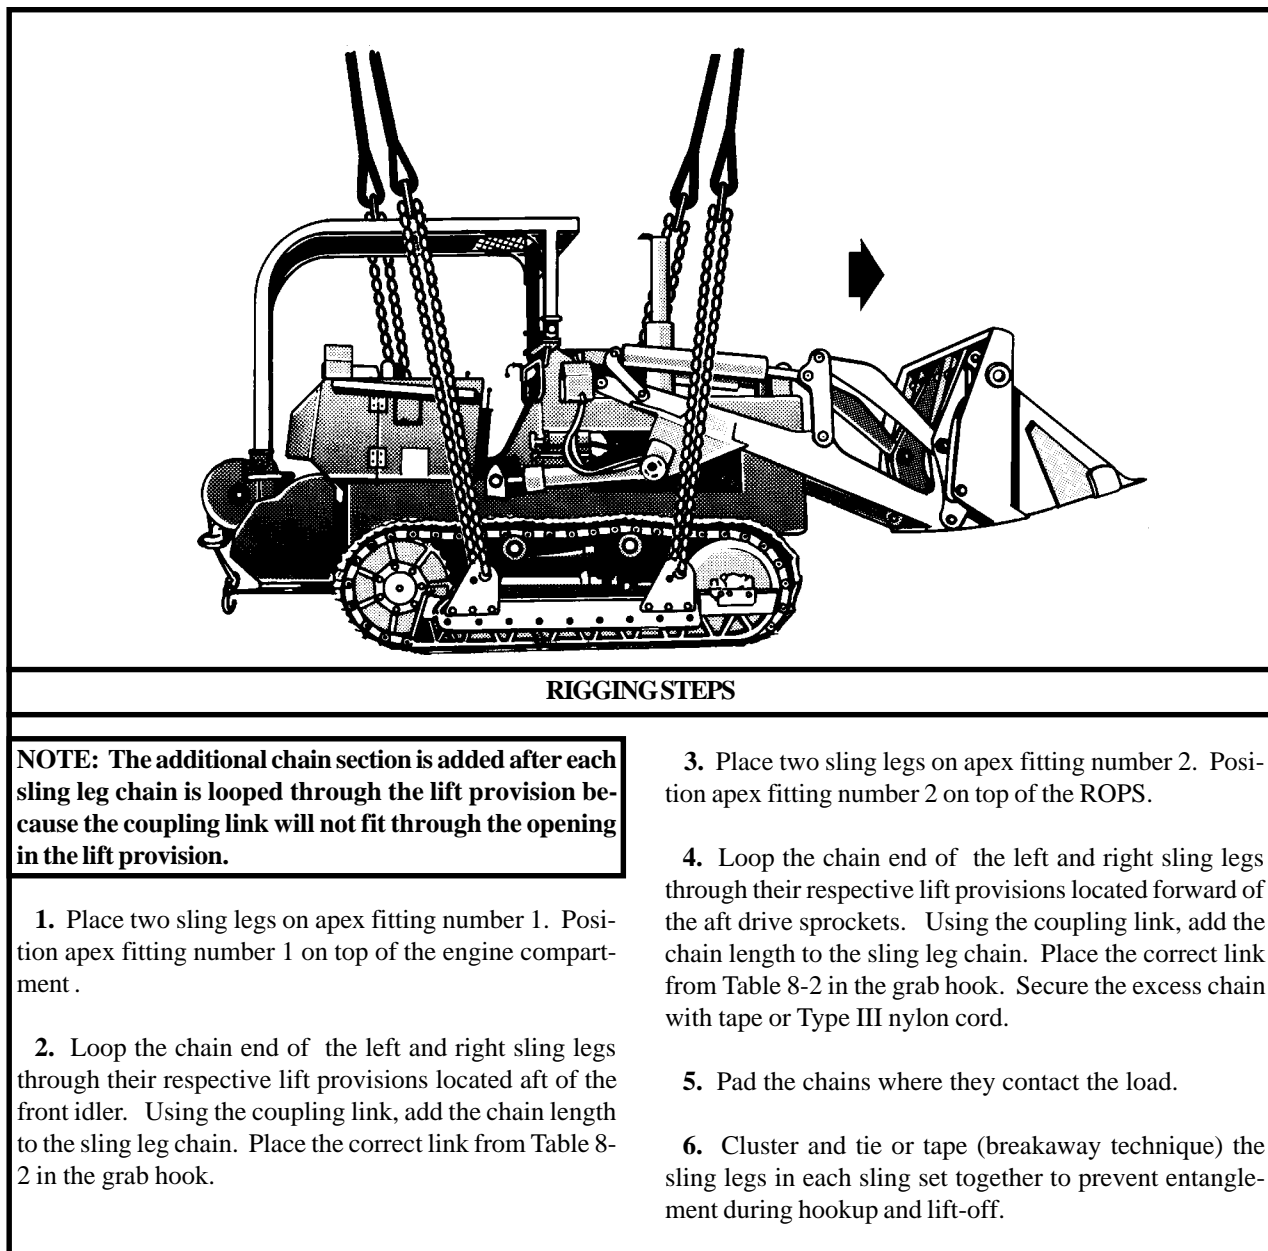 RIGGING STEPS
NOTE: The additional chain section is added after each
sling leg chain is looped through the lift provision be-
cause the coupling link will not fit through the opening
in the lift provision.
1. Place two sling legs on apex fitting number 1. Posi-
tion apex fitting number 1 on top of the engine compart-
ment .
2. Loop the chain end of the left and right sling legs
through their respective lift provisions located aft of the
front idler. Using the coupling link, add the chain length
to the sling leg chain. Place the correct link from Table 8-
2 in the grab hook.
3. Place two sling legs on apex fitting number 2. Posi-
tion apex fitting number 2 on top of the ROPS.
4. Loop the chain end of the left and right sling legs
through their respective lift provisions located forward of
the aft drive sprockets. Using the coupling link, add the
chain length to the sling leg chain. Place the correct link
from Table 8-2 in the grab hook. Secure the excess chain
with tape or Type III nylon cord.
5. Pad the chains where they contact the load.
6. Cluster and tie or tape (breakaway technique) the
sling legs in each sling set together to prevent entangle-
ment during hookup and lift-off.